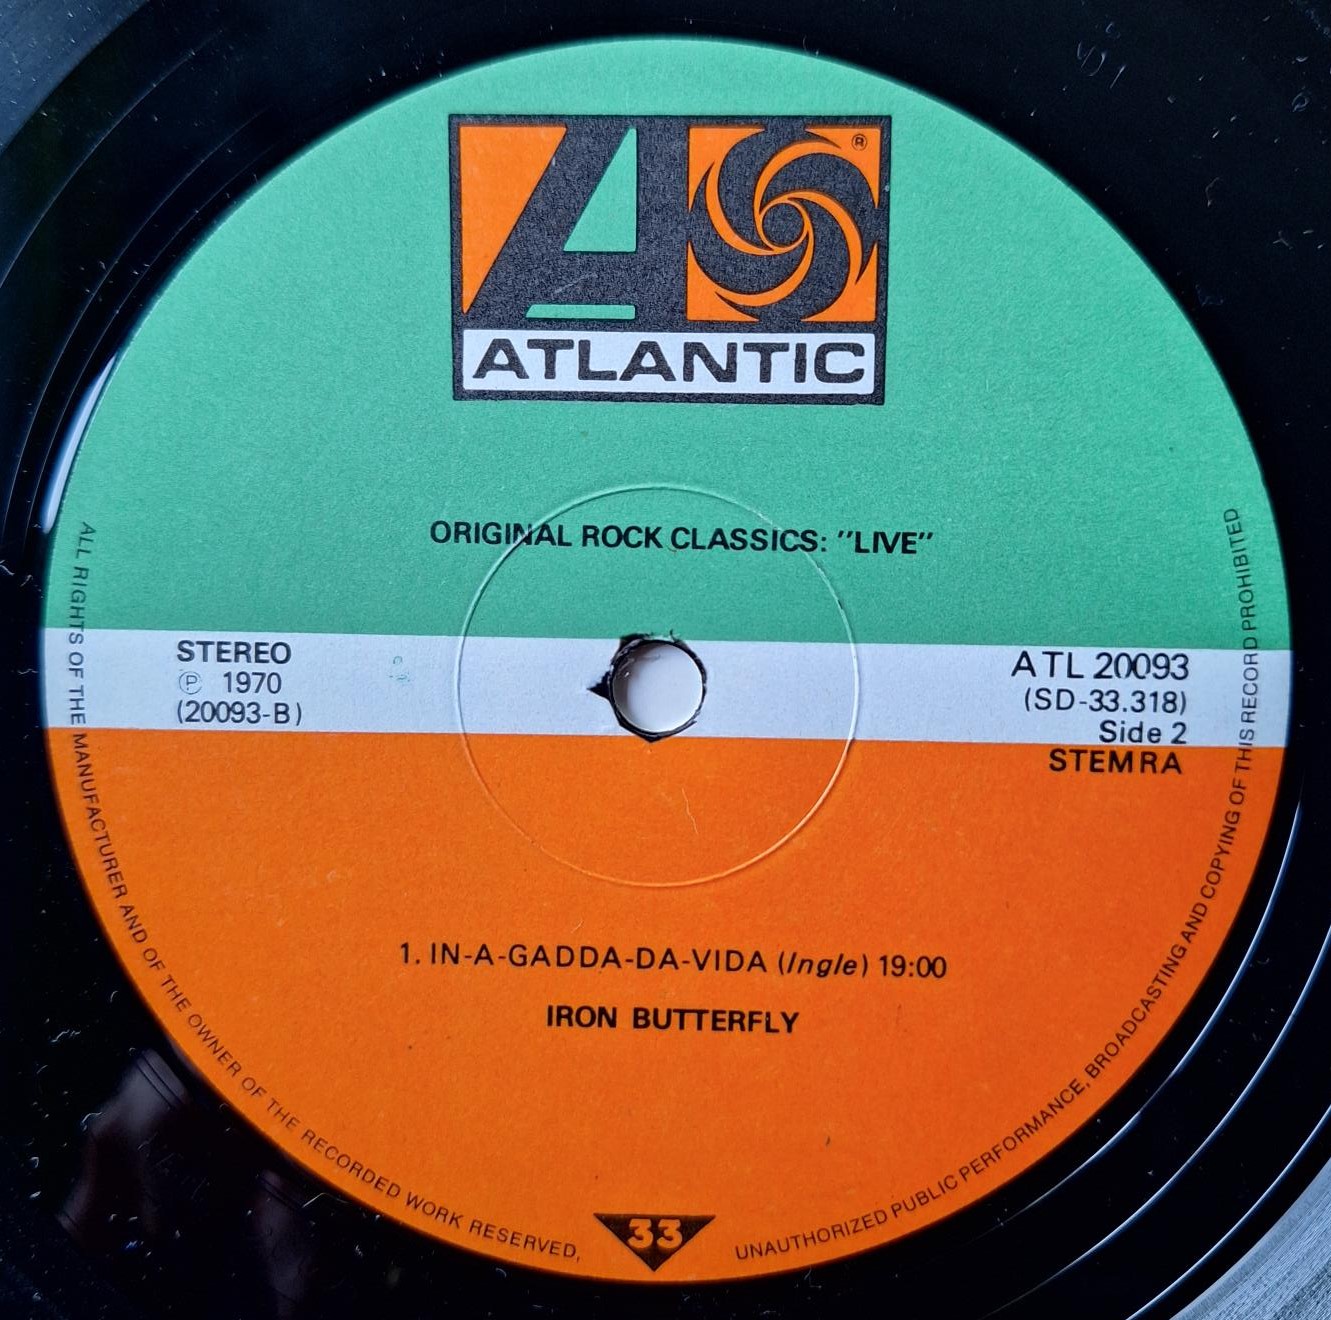 ®
ATLANTIC
ORIGINAL ROCK CLASSICS: "LIVE"
STEREO
℗ 1970
(20093-B)
ATL 20093
(SD-33.318)
Side 2
STEMRA
1. IN-A-GADDA-DA-VIDA (Ingle) 19:00
IRON BUTTERFLY
33
ALL RIGHTS OF THE MANUFACTURER AND OF THE OWNER OF THE RECORDED WORK RESERVED, UNAUTHORIZED PUBLIC PERFORMANCE, BROADCASTING AND COPYING OF THIS RECORD PROHIBITED